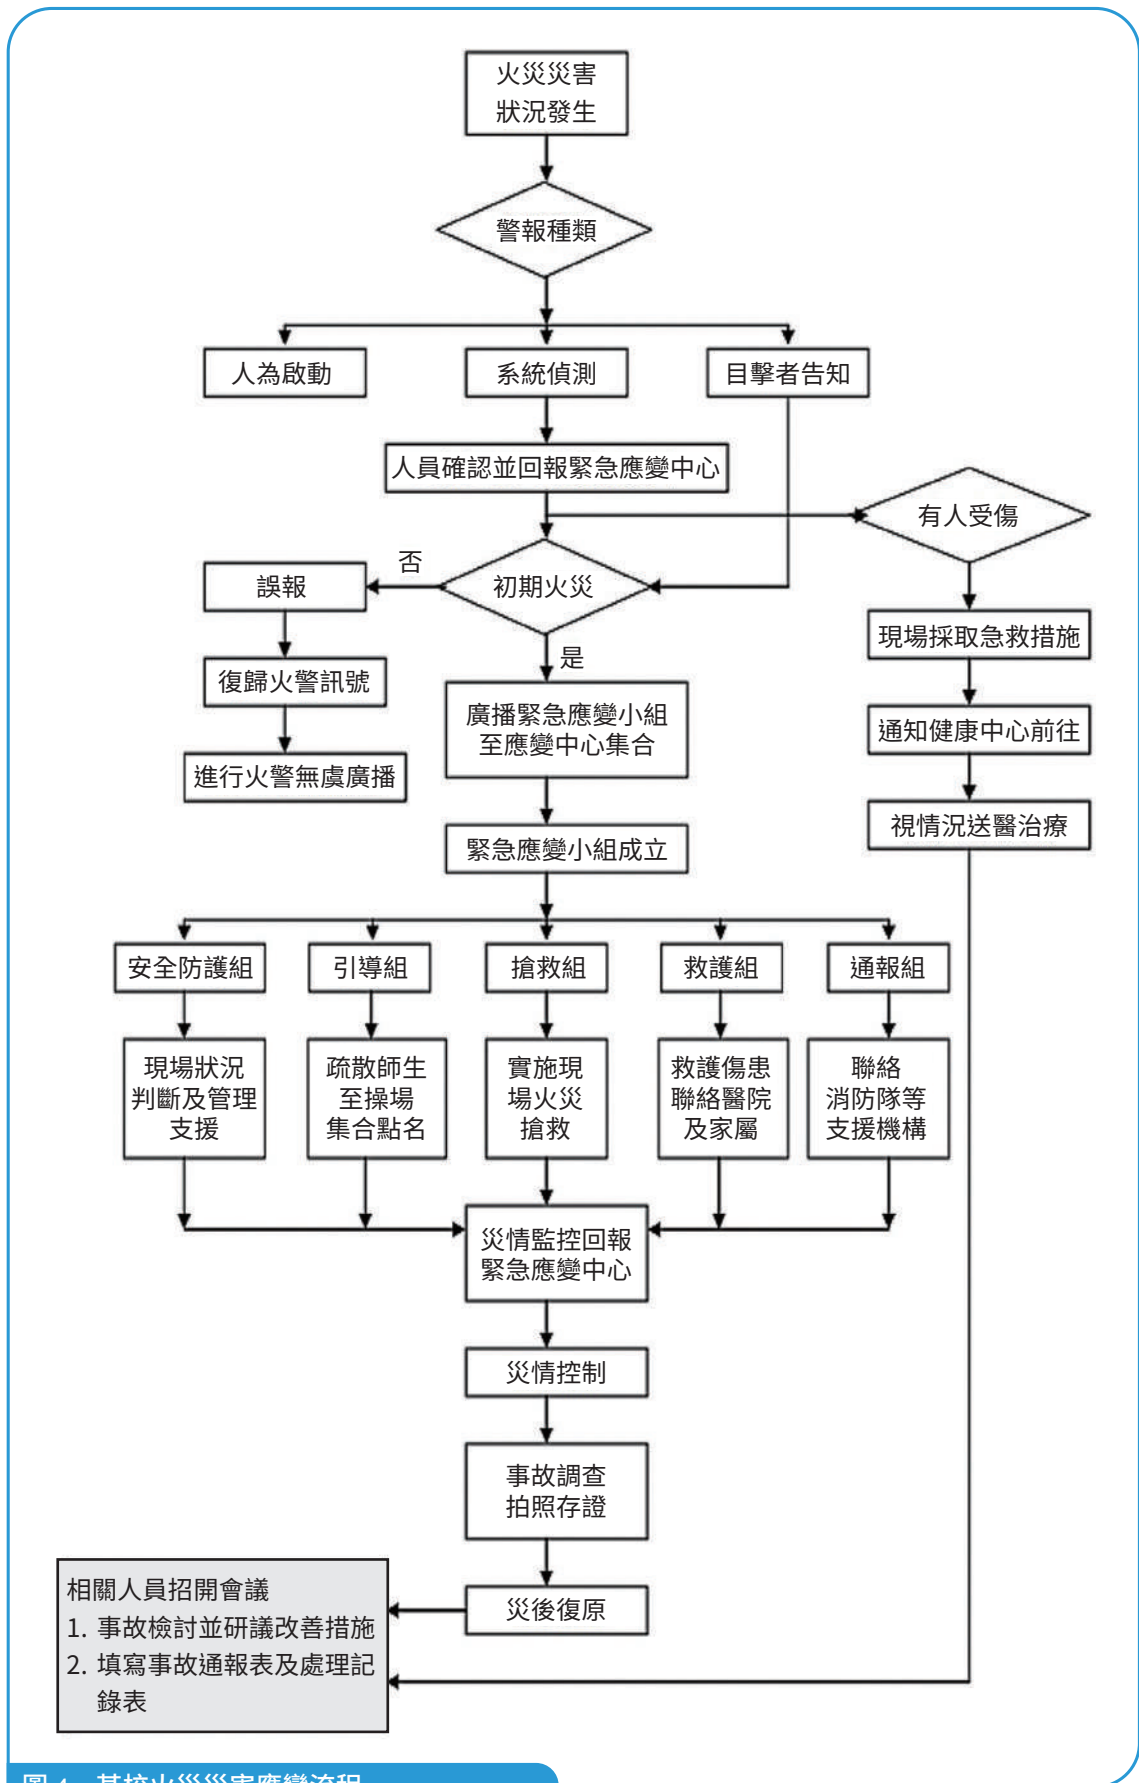 火災災害
狀況發生
警報種類
人為啟動
系統偵測
目擊者告知
人員確認並回報緊急應變中心
有人受傷
否
初期火災
誤報
現場採取急救措施
是
復歸火警訊號
廣播緊急應變小組
至應變中心集合
通知健康中心前往
進行火警無虞廣播
視情況送醫治療
緊急應變小組成立
安全防護組
引導組
搶救組
救護組
通報組
現場狀況
判斷及管理
支援
疏散師生
至操場
集合點名
實施現
場火災
搶救
救護傷患
聯絡醫院
及家屬
聯絡
消防隊等
支援機構
災情監控回報
緊急應變中心
災情控制
事故調查
拍照存證
災後復原
相關人員招開會議
1. 事故檢討並研議改善措施
2. 填寫事故通報表及處理記
錄表
圖 4 某校火災災害應變流程